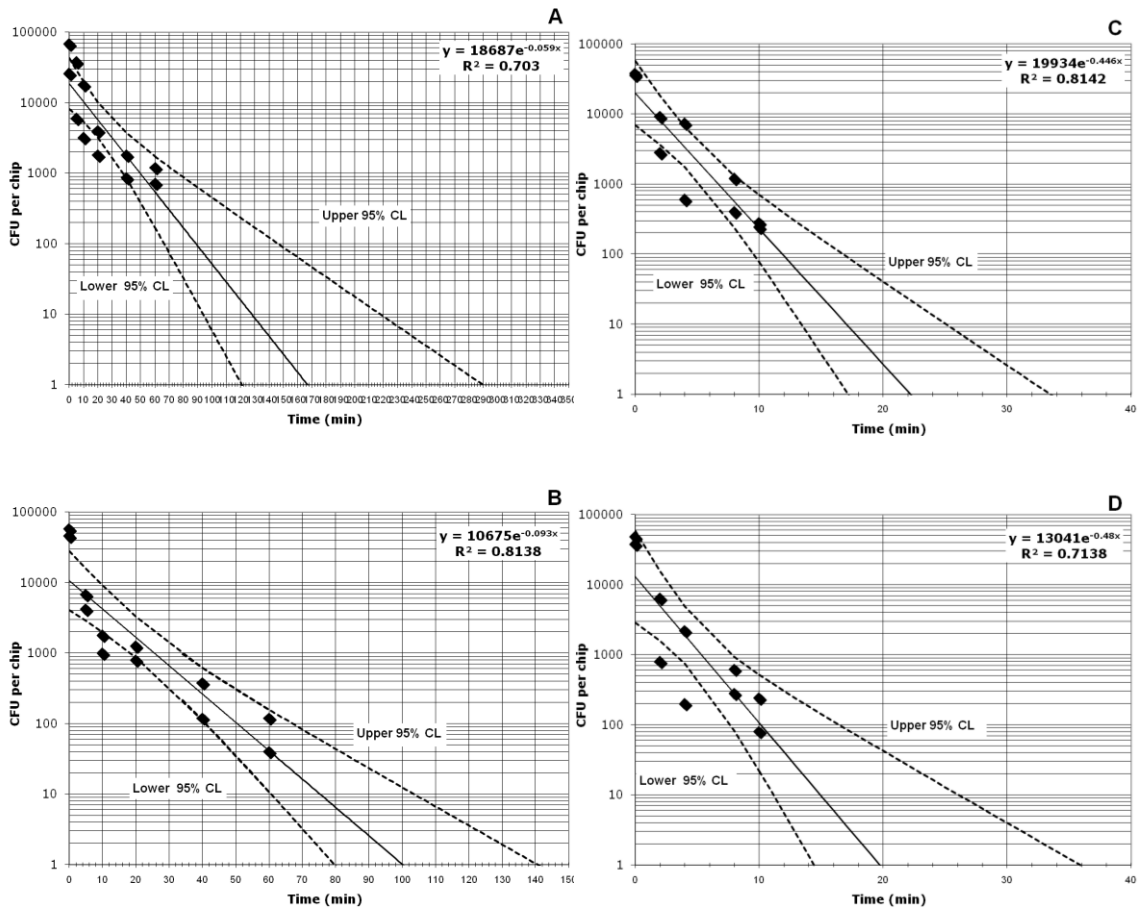 A
y = 18687e^-0.059x
R² = 0.703
CFU per chip
100000
10000
1000
100
10
1
Upper 95% CL
Lower 95% CL
0 10 20 30 40 50 60 70 80 90 100 110 120 130 140 150 160 170 180 190 200 210 220 230 240 250 260 270 280 290 300 310 320 330 340 350
Time (min)
C
y = 19934e^-0.446x
R² = 0.8142
CFU per chip
100000
10000
1000
100
10
1
Upper 95% CL
Lower 95% CL
0 10 20 30 40
Time (min)
B
y = 10675e^-0.093x
R² = 0.8138
CFU per chip
100000
10000
1000
100
10
1
Upper 95% CL
Lower 95% CL
0 10 20 30 40 50 60 70 80 90 100 110 120 130 140 150
Time (min)
D
y = 13041e^-0.48x
R² = 0.7138
CFU per chip
100000
10000
1000
100
10
1
Upper 95% CL
Lower 95% CL
0 10 20 30 40
Time (min)